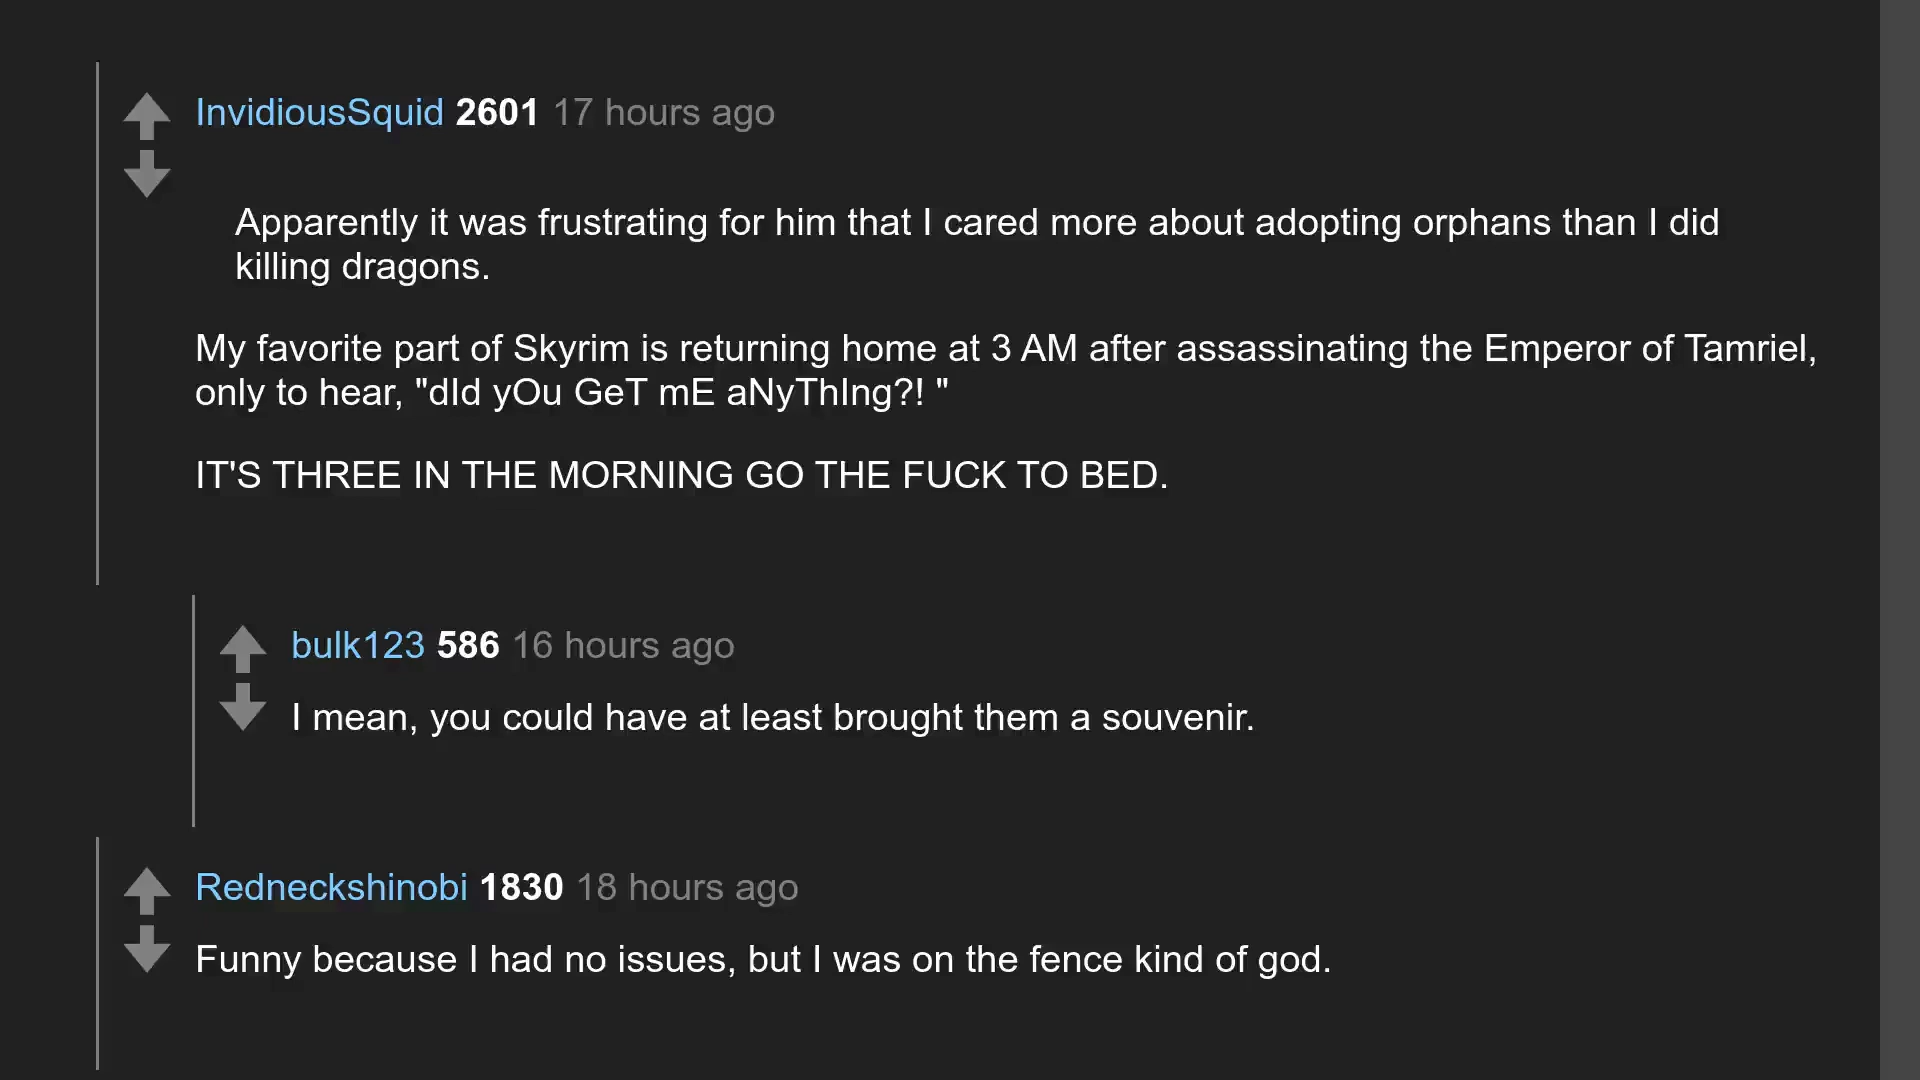 InvidiousSquid 2601 17 hours ago
Apparently it was frustrating for him that I cared more about adopting orphans than I did
killing dragons.
My favorite part of Skyrim is returning home at 3 AM after assassinating the Emperor of Tamriel,
only to hear, "dId yOu GeT mE aNyThIng?! "
IT'S THREE IN THE MORNING GO THE FUCK TO BED.
bulk123 586 16 hours ago
I mean, you could have at least brought them a souvenir.
Redneckshinobi 1830 18 hours ago
Funny because I had no issues, but I was on the fence kind of god.